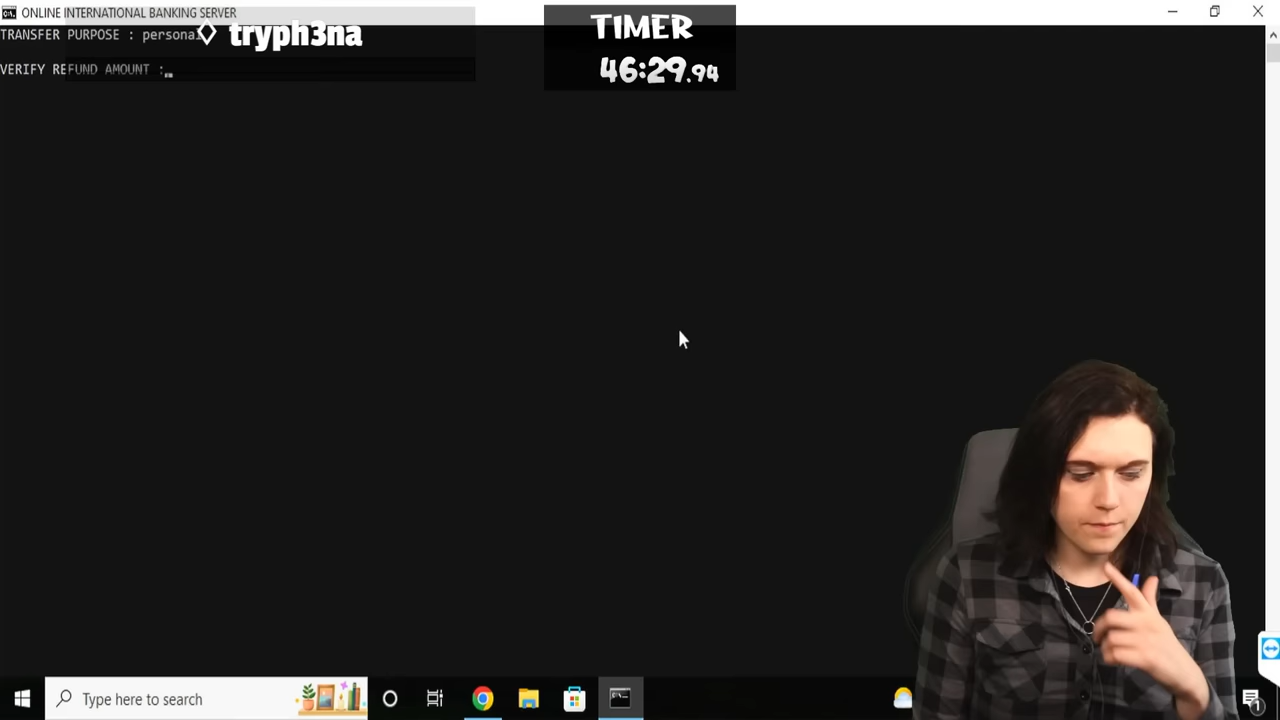 ONLINE INTERNATIONAL BANKING SERVER
TRANSFER PURPOSE : persona
tryph3na
VERIFY REFUND AMOUNT :
TIMER
46:29.94
Type here to search
1